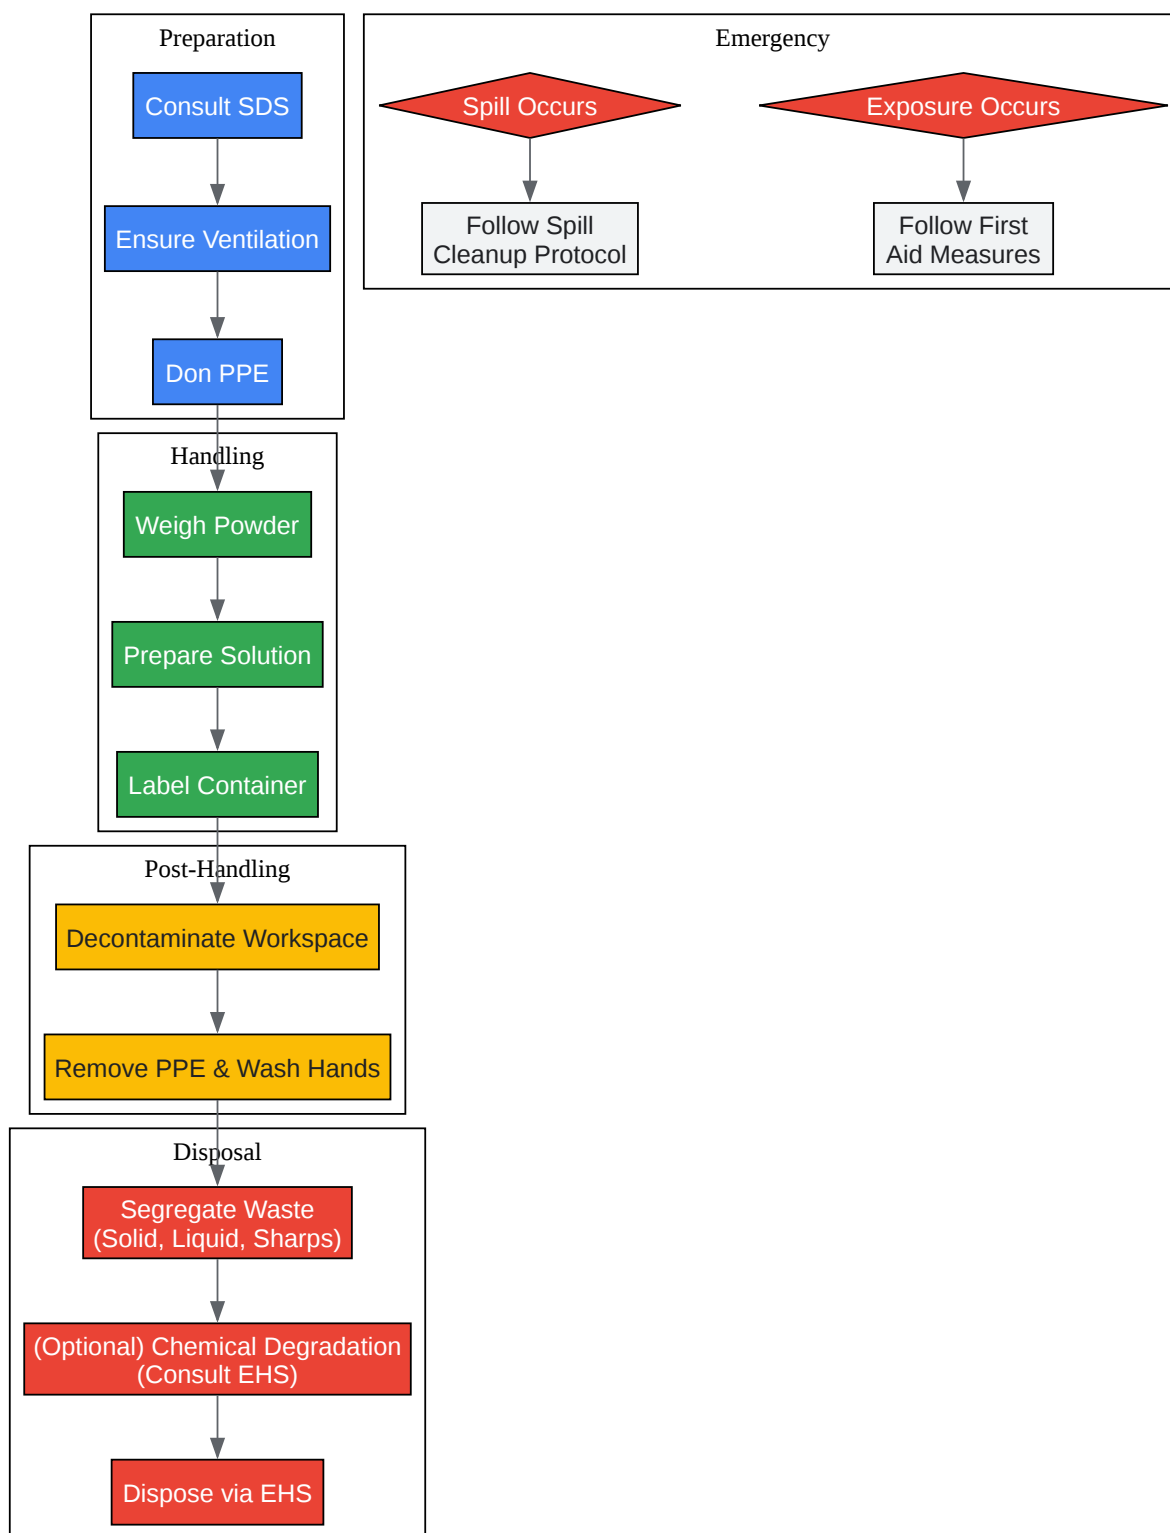 Preparation
Consult SDS
Ensure Ventilation
Don PPE
Emergency
Spill Occurs
Follow Spill
Cleanup Protocol
Exposure Occurs
Follow First
Aid Measures
Handling
Weigh Powder
Prepare Solution
Label Container
Post-Handling
Decontaminate Workspace
Remove PPE & Wash Hands
Disposal
Segregate Waste
(Solid, Liquid, Sharps)
(Optional) Chemical Degradation
(Consult EHS)
Dispose via EHS